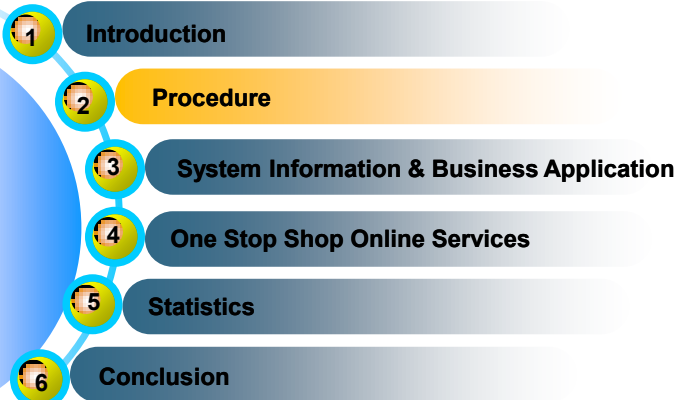 1 Introduction
2 Procedure
3 System Information & Business Application
4 One Stop Shop Online Services
5 Statistics
6 Conclusion